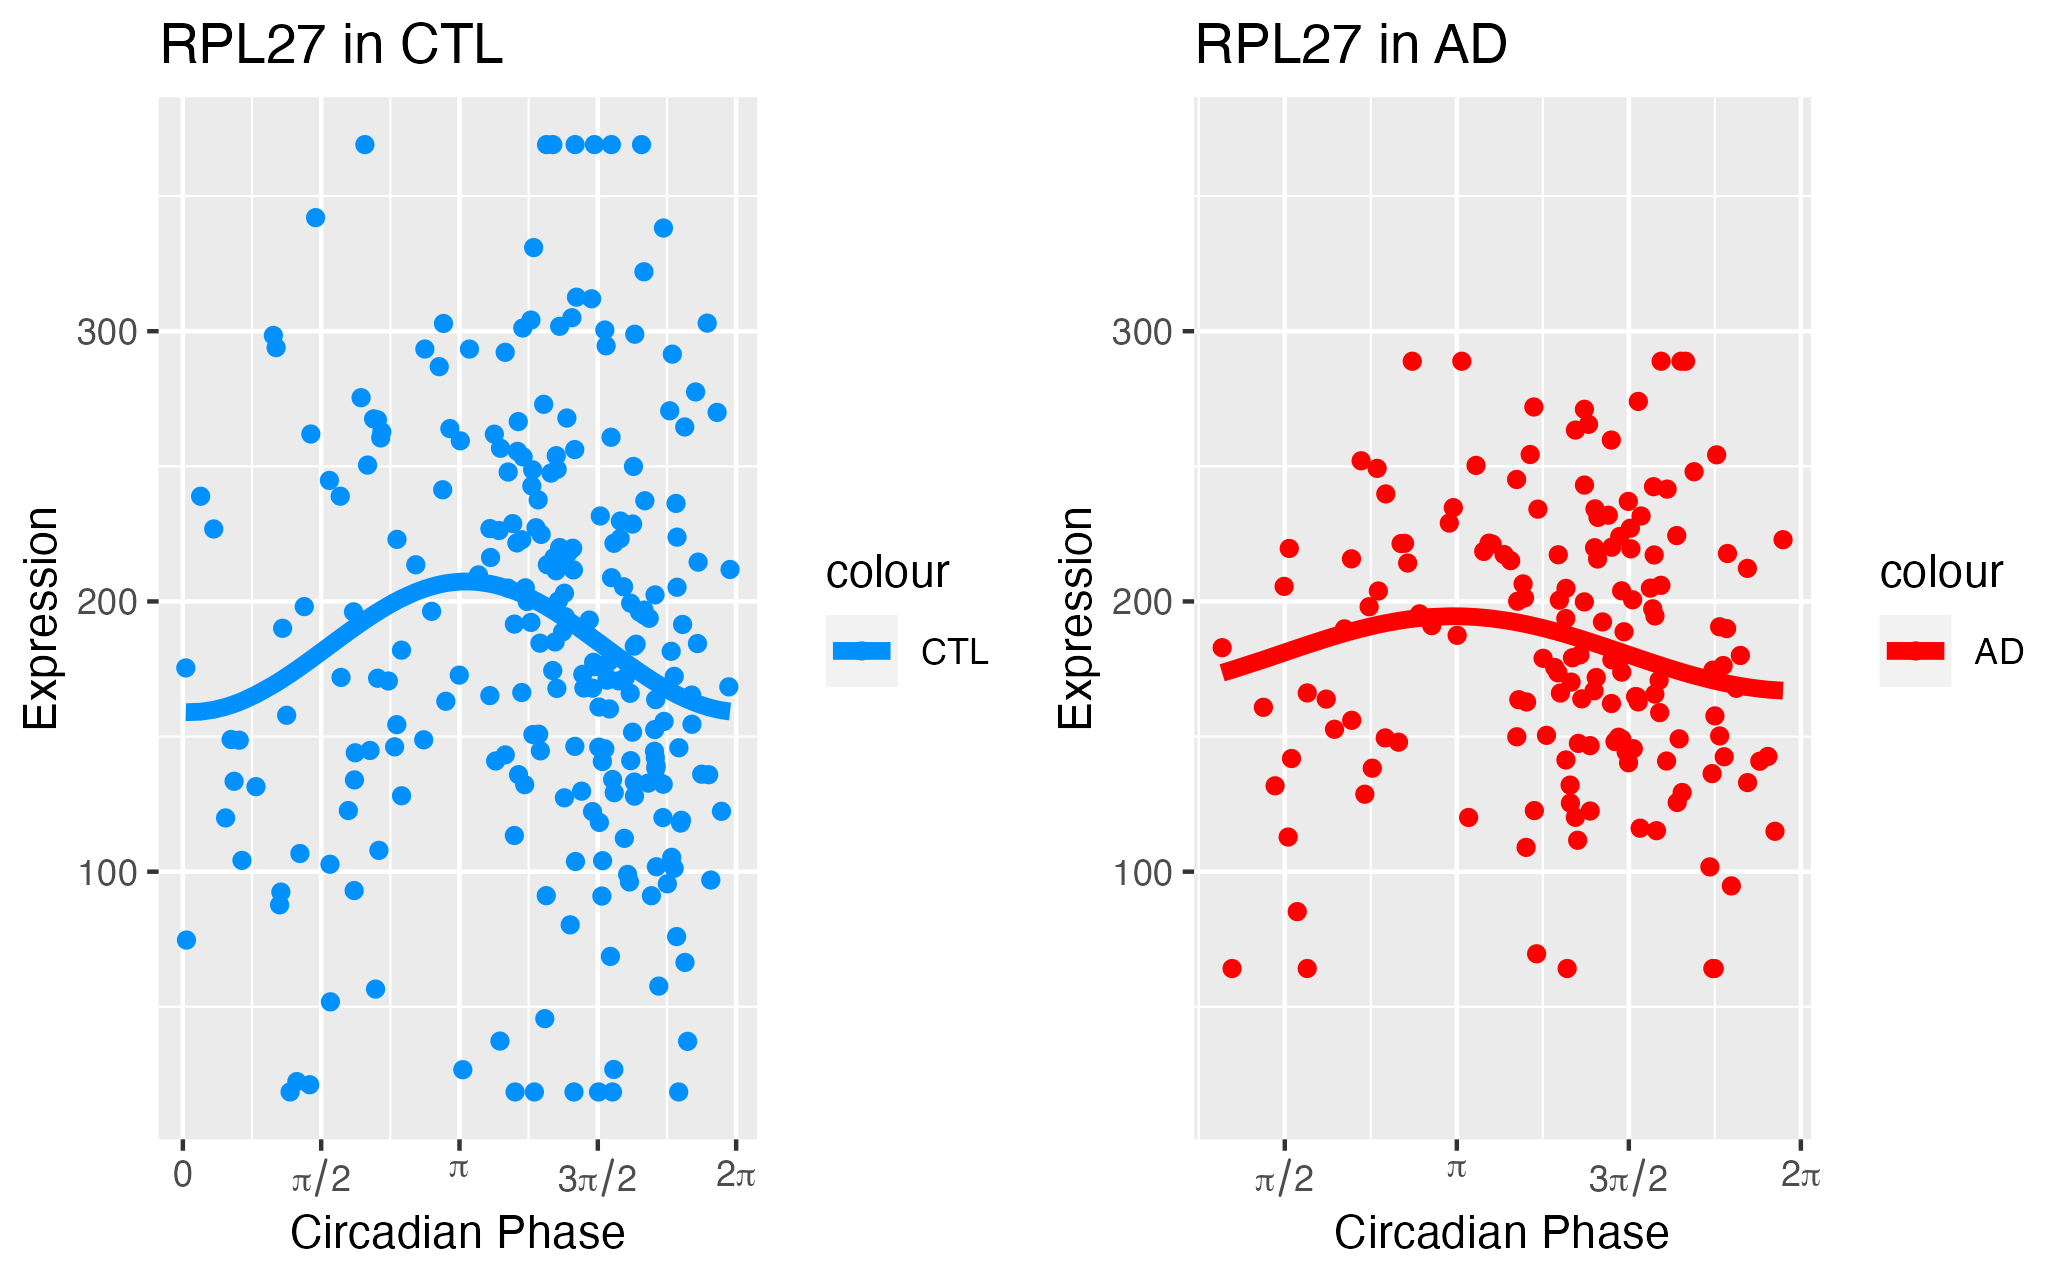 RPL27 in CTL
300
200
100
Expression
0
π/2
π
3π/2
2π
Circadian Phase
colour
CTL
RPL27 in AD
300
200
100
Expression
π/2
π
3π/2
2π
Circadian Phase
colour
AD